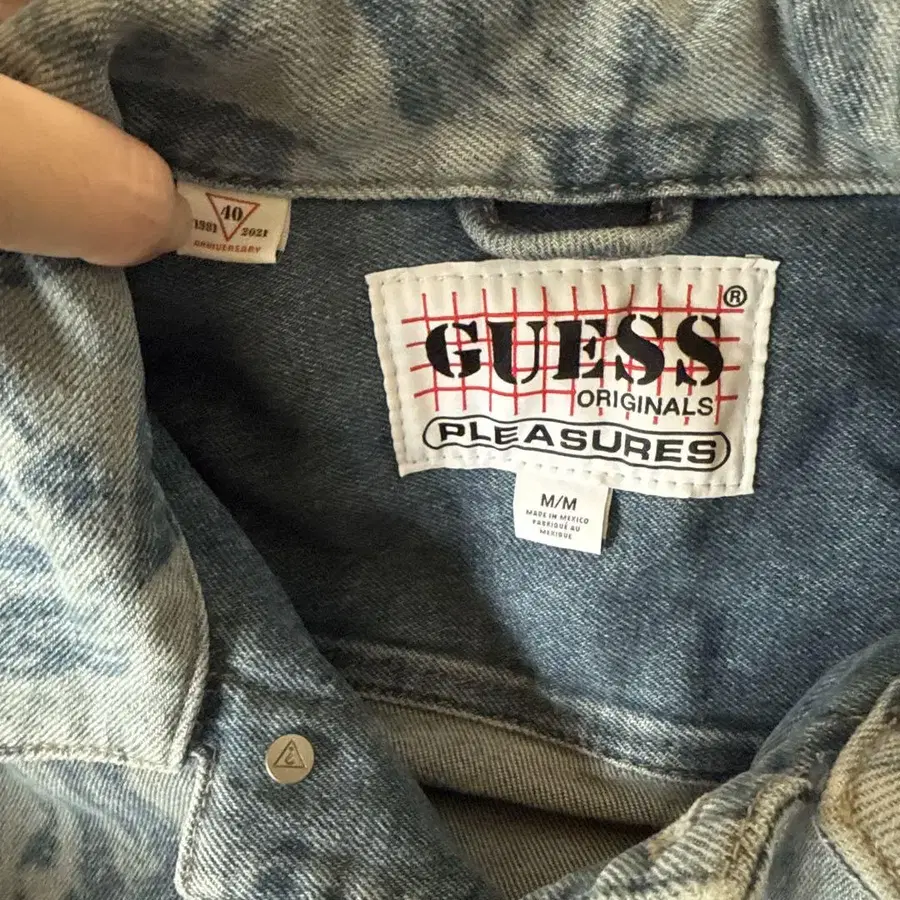 40
1981 2021
ANNIVERSARY
GUESS®
ORIGINALS
PLEASURES
M/M
MADE IN MEXICO
FABRIQUÉ AU
MEXIQUE
?